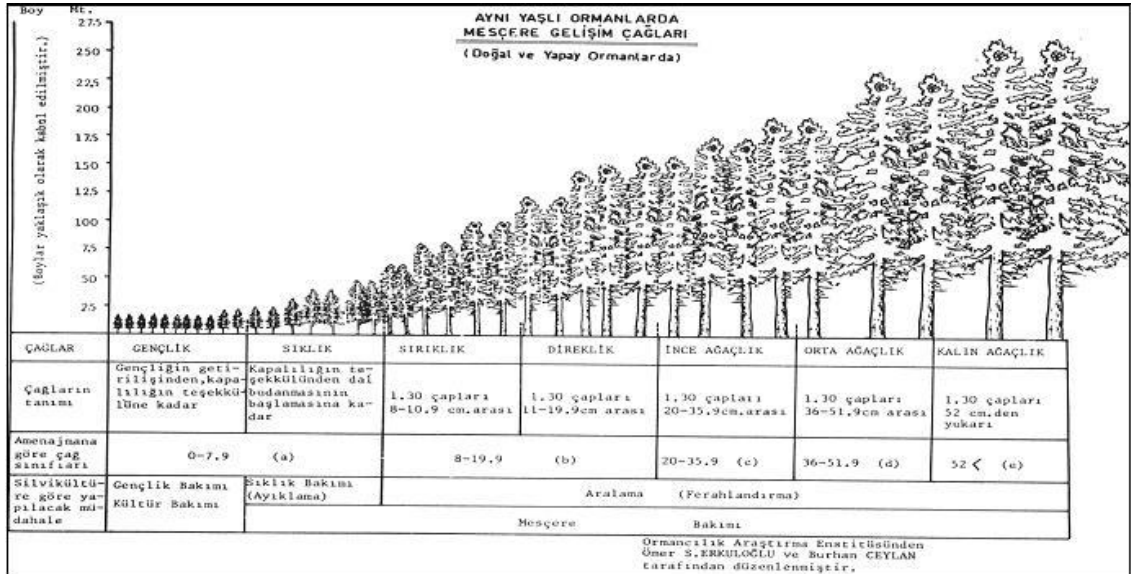 Boy Mt.
(Boylar yaklaşık olarak kabul edilmiştir.)
AYNI YAŞLI ORMANLARDA
MESÇERE GELİŞİM ÇAĞLARI
(Doğal ve Yapay Ormanlarda)
27.5
250
22,5
200
17.5
150
12.5
100
7.5
50
2.5
ÇAĞLAR GENÇLİK SIKLIK SIRIKLIK DİREKLİK İNCE AĞAÇLIK ORTA AĞAÇLIK KALIN AĞAÇLIK
Çağların
tanımı
Gençliğin geti-
rilişinden,kapa-
lılığın teşekkü-
lüne kadar
Kapalılığın te-
şekkülünden dal
budanmasının
başlamasına ka-
dar
1.30 çapları
8-10.9 cm.arası
1.30 çapları
11-19.9cm arası
1.30 çapları
20-35.9cm.arası
1.30 çapları
36-51.9cm arası
1.30 çapları
52 cm.den
yukarı
Amenajmana
göre çağ
sınıfları
0-7.9 (a)
8-19.9 (b)
20-35.9 (c)
36-51.9 (d)
52 < (e)
Silvikültü-
re göre ya-
pılacak mü-
dahale
Gençlik Bakımı
Kültür Bakımı
Sıklık Bakımı
(Ayıklama)
Aralama (Ferahlandırma)
Mesçere Bakımı
Ormancılık Araştırma Enstitüsünden
Ömer S.ERKULOĞLU ve Burhan CEYLAN
tarafından düzenlenmiştir.